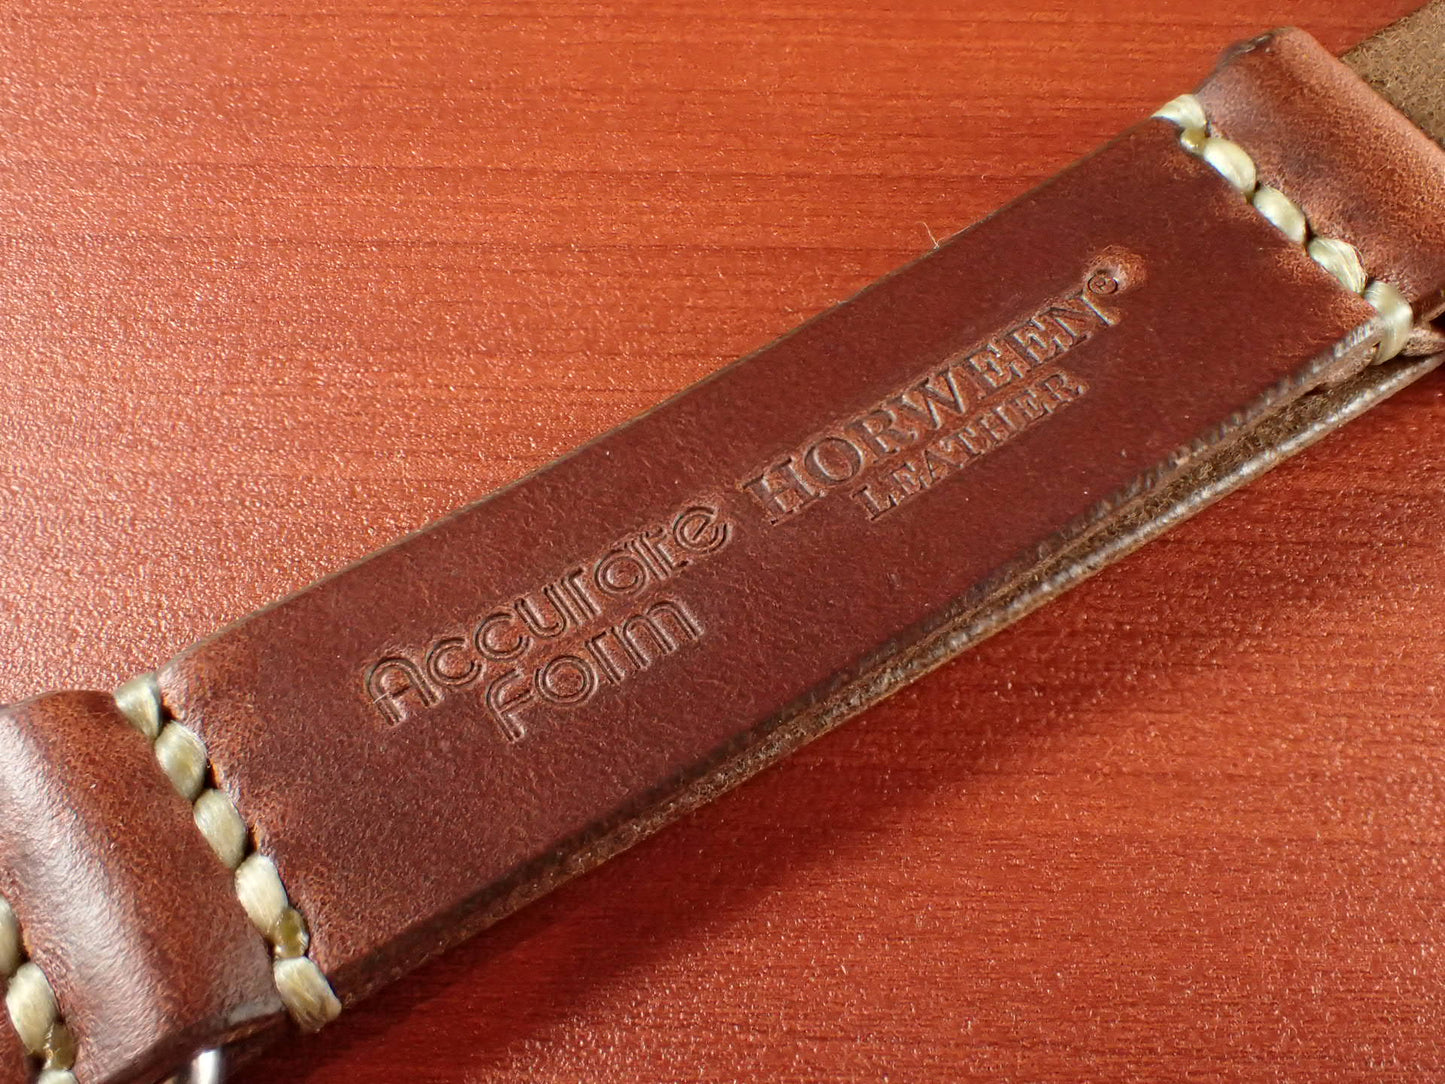 Accurate
Form
HORWEEN®
LEATHER